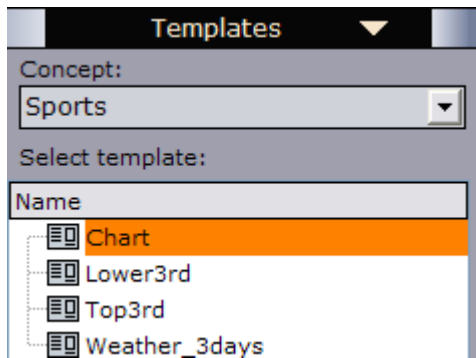 Templates
Concept:
Sports
Select template:
Name
Chart
Lower3rd
Top3rd
Weather_3days